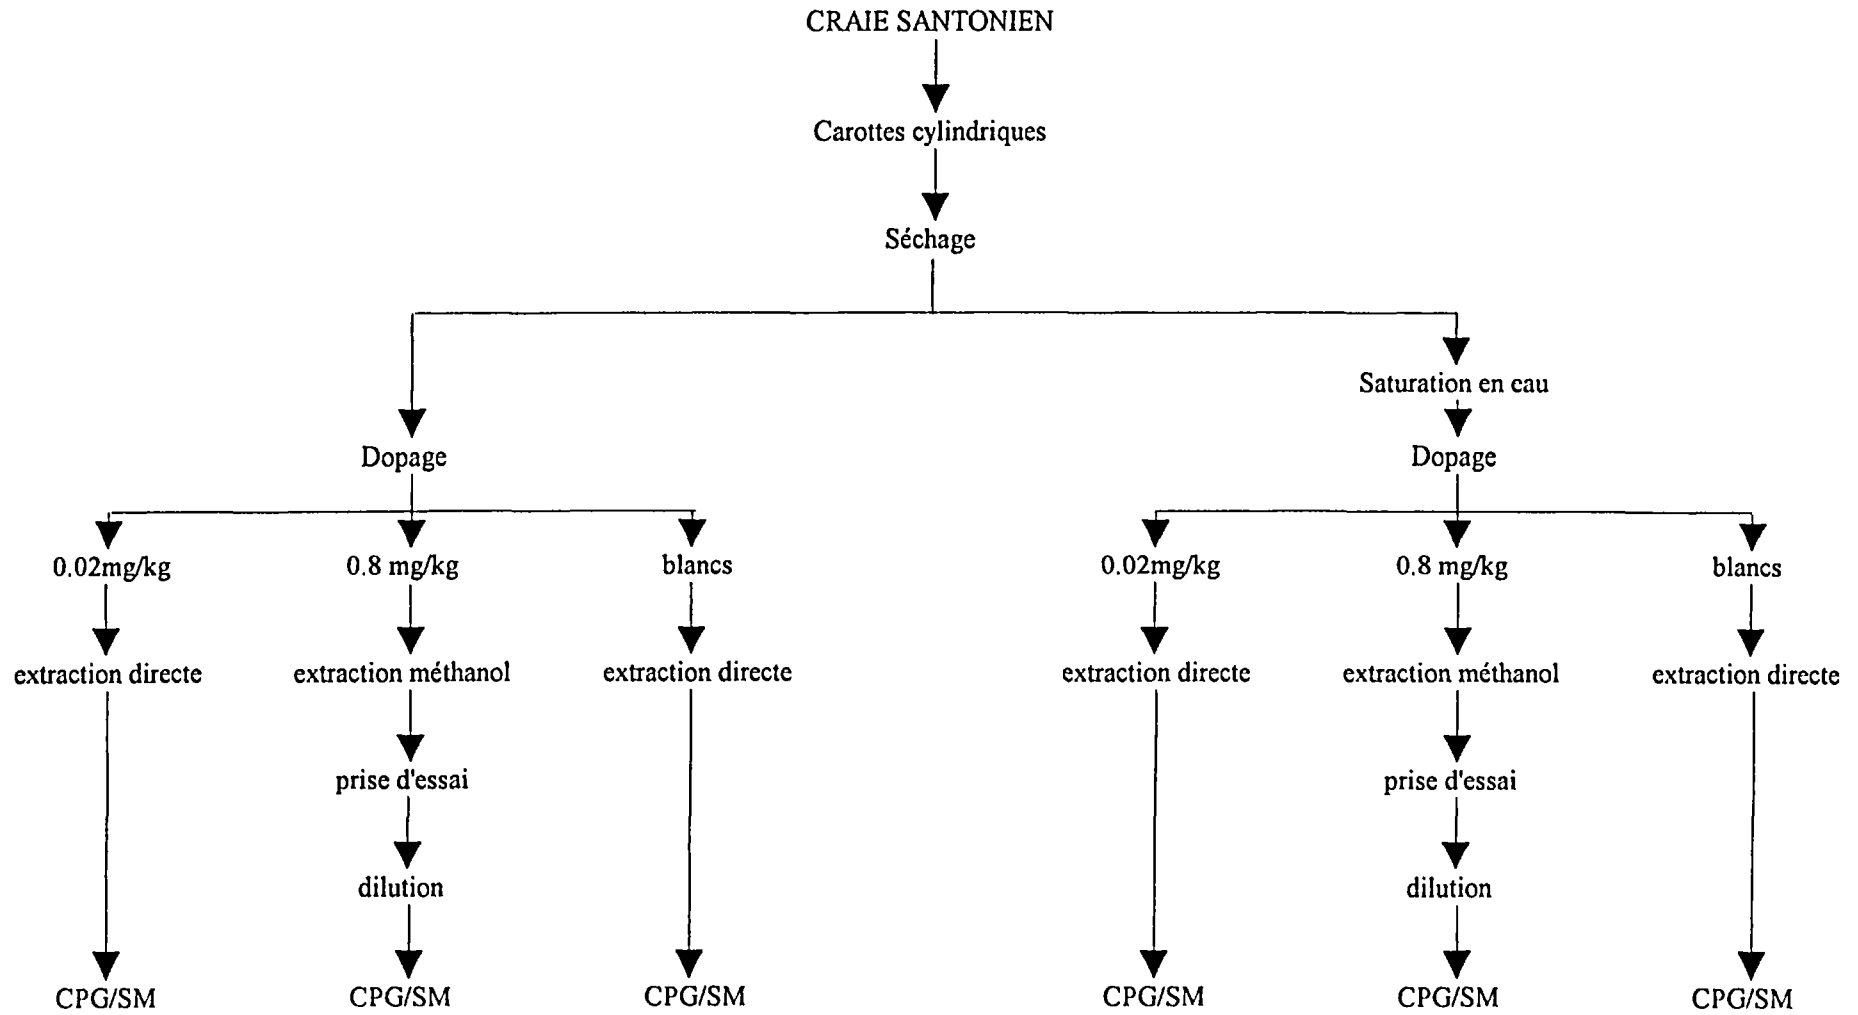 CRAIE SANTONIEN
Carottes cylindriques
Séchage
Saturation en cau
Dopage
Dopage
0.02mg/kg
0.8 mg/kg
blancs
0.02mg/kg
0.8 mg/kg
blancs
extraction directe
extraction méthanol
extraction directe
extraction directe
extraction méthanol
extraction directe
prise d'essai
prise d'essai
dilution
dilution
CPG/SM
CPG/SM
CPG/SM
CPG/SM
CPG/SM
CPG/SM